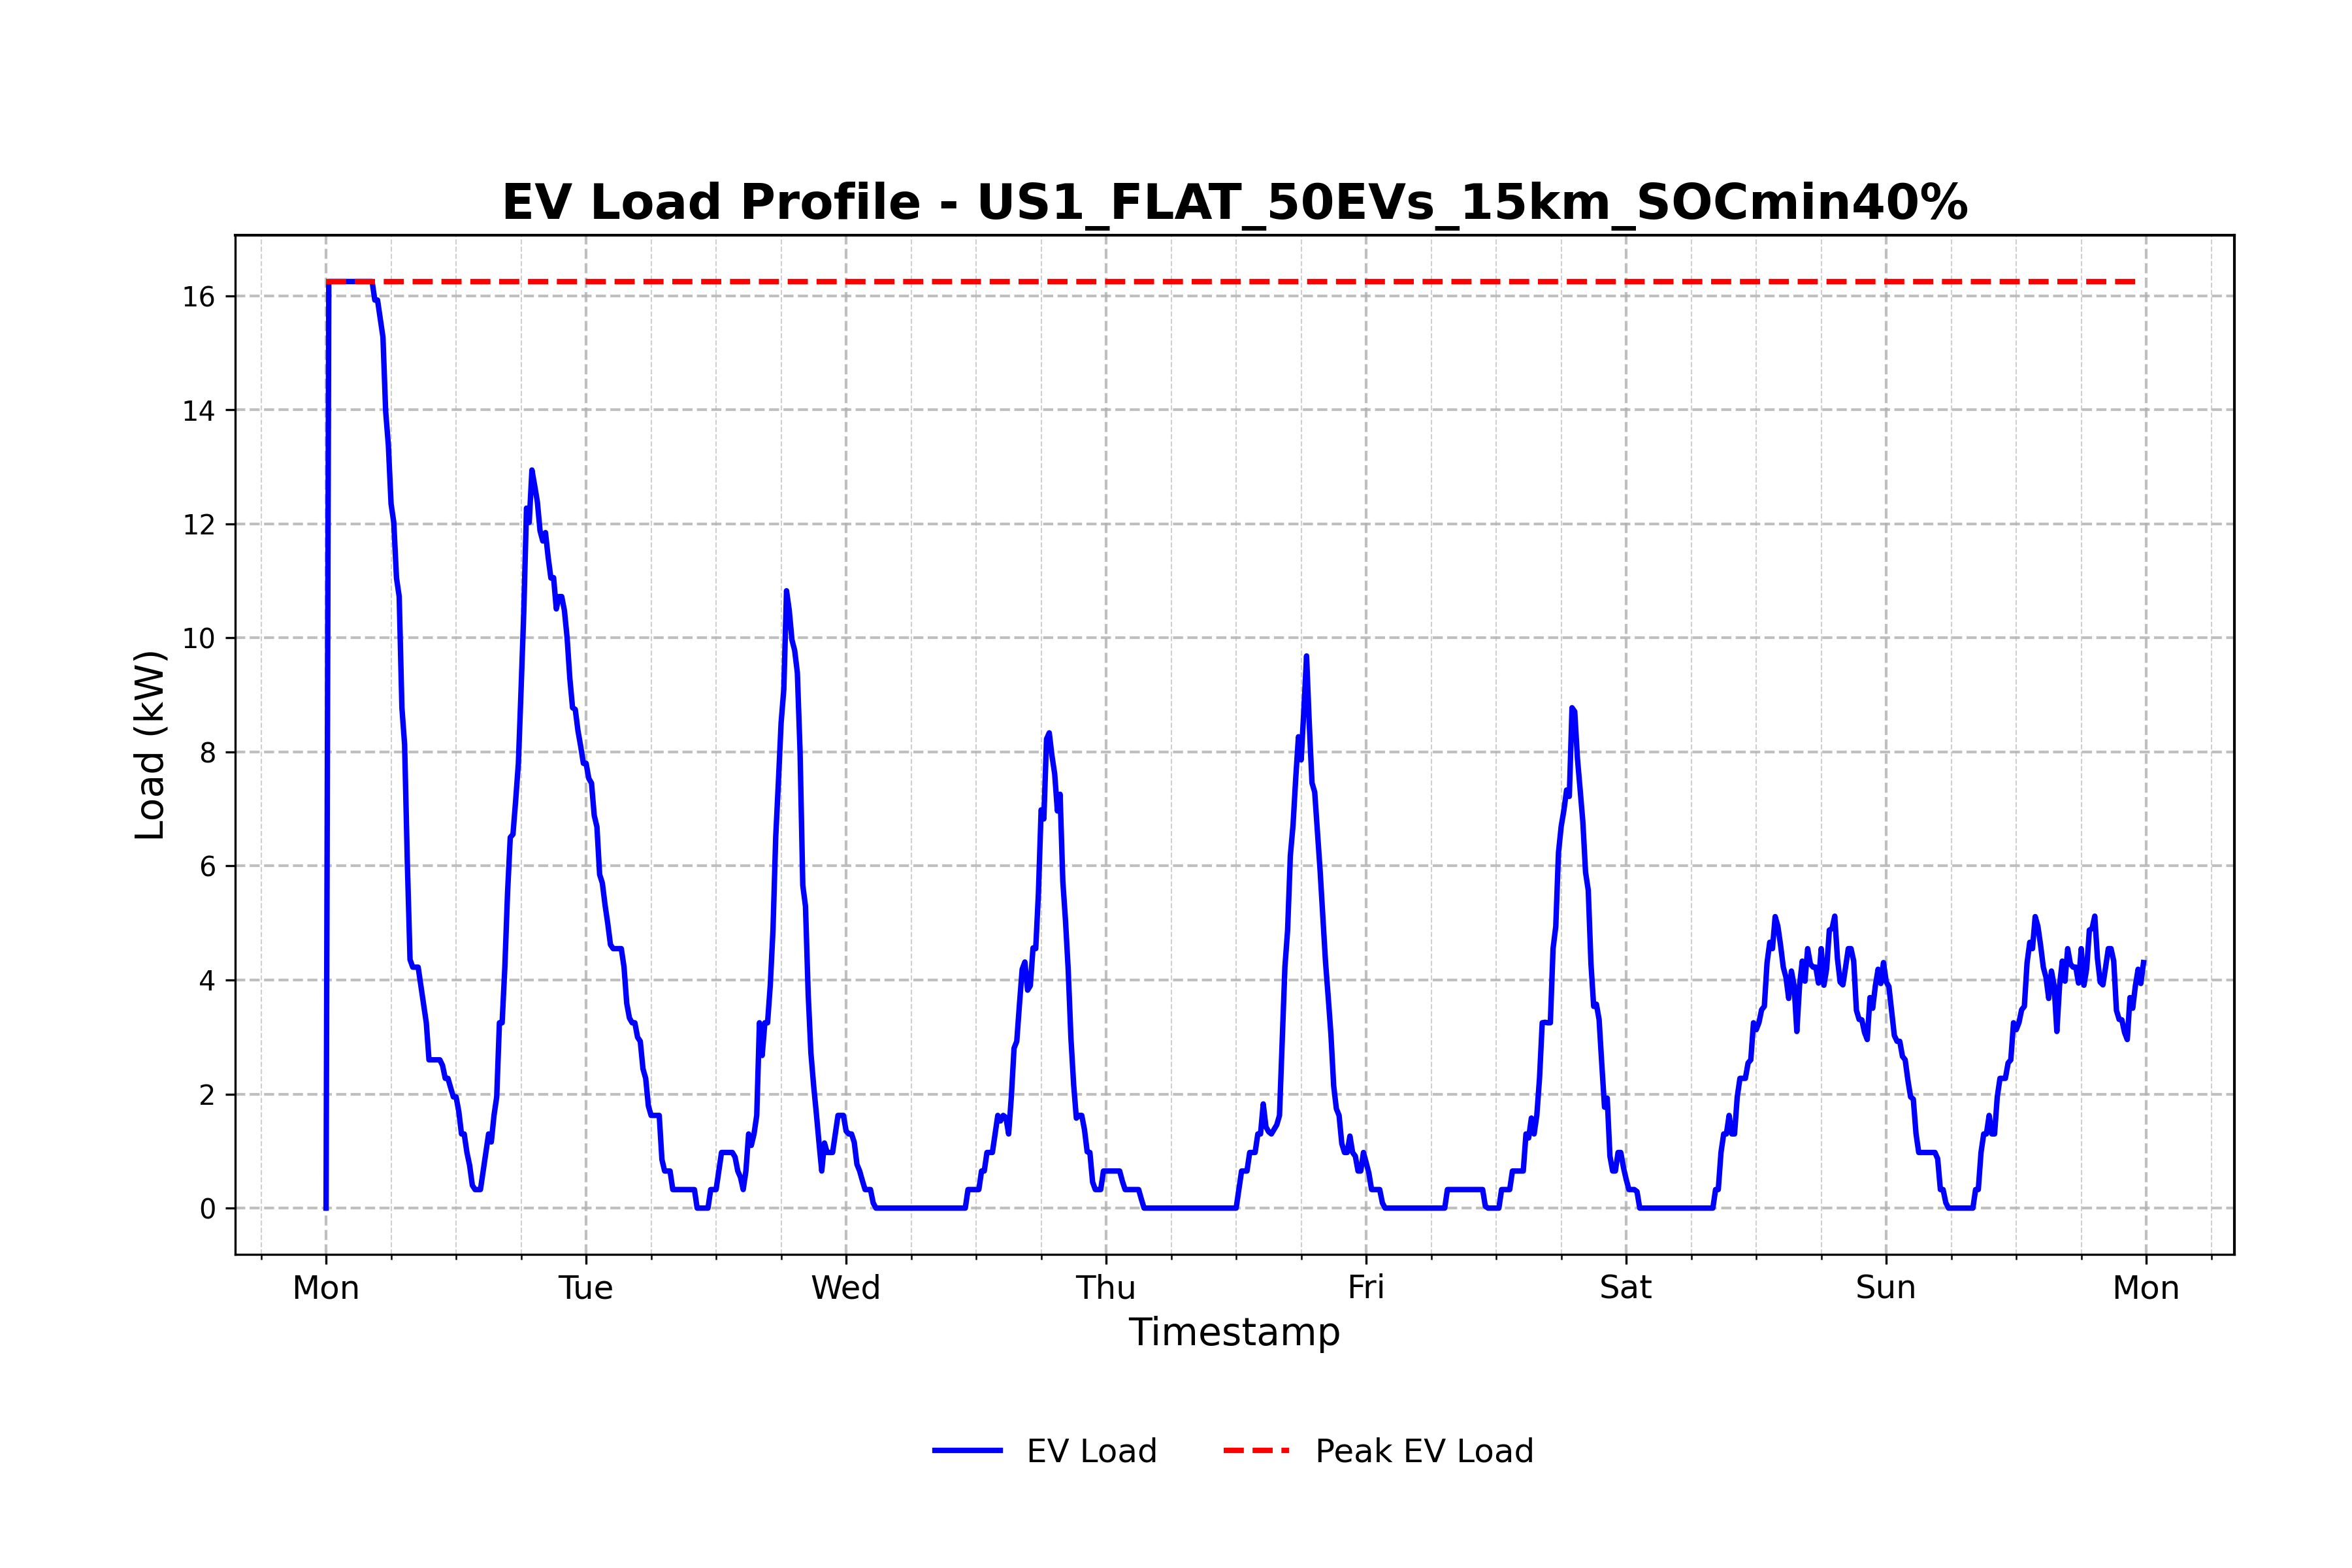 EV Load Profile - US1_FLAT_50EVs_15km_SOCmin40%
Load (kW)
16
14
12
10
8
6
4
2
0
Mon Tue Wed Thu Fri Sat Sun Mon
Timestamp
EV Load Peak EV Load